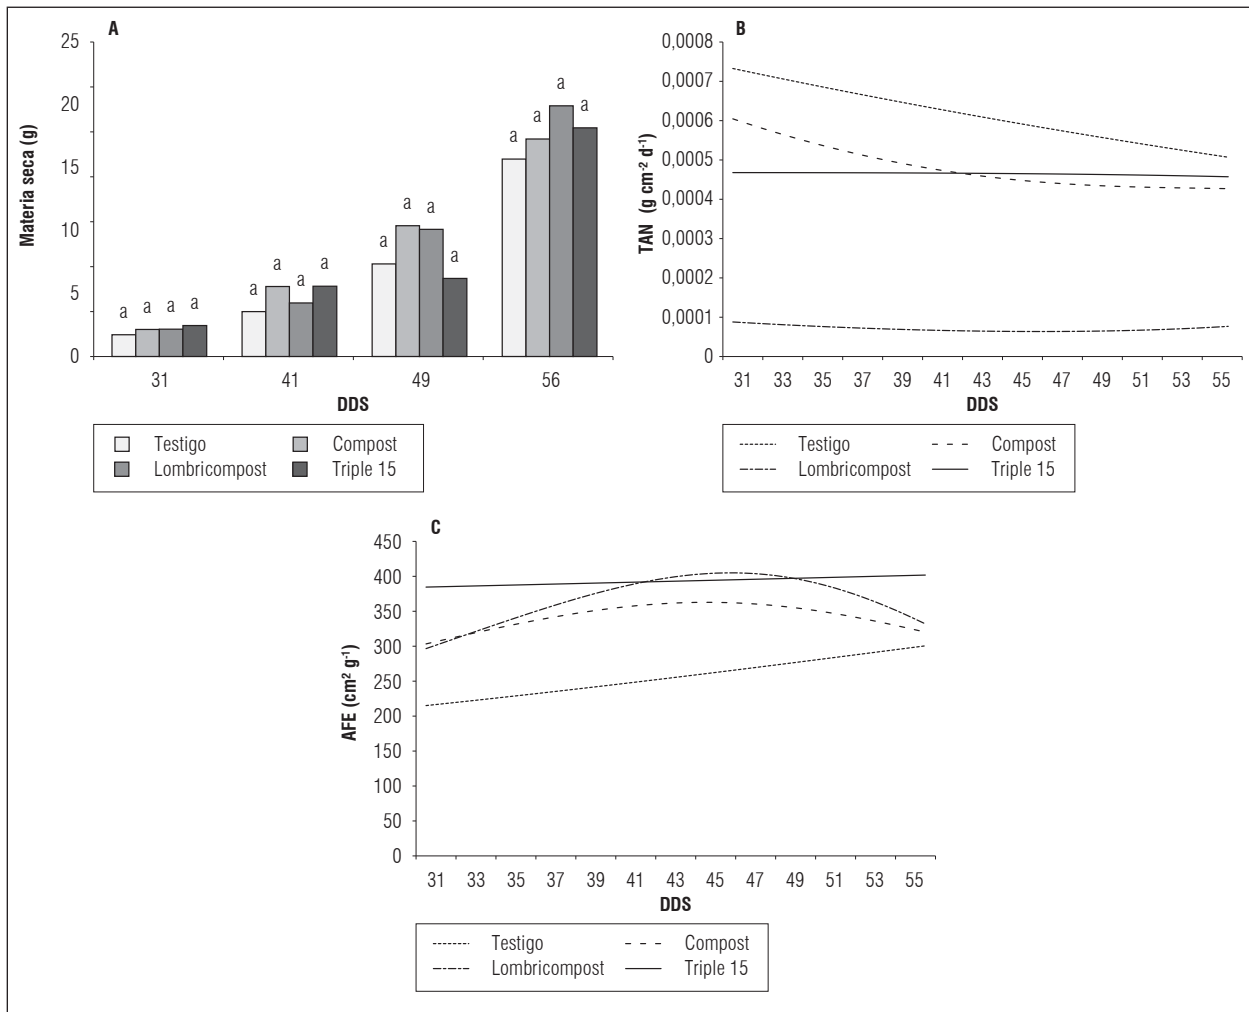 A
25
20
15
10
5
0
Materia seca (g)
a a a a
a a a a
a a a a
a a a a
31 41 49 56
DDS
Testigo Compost
Lombricompost Triple 15
B
0,0008
0,0007
0,0006
0,0005
0,0004
0,0003
0,0002
0,0001
0
TAN (g cm-2 d-1)
31 33 35 37 39 41 43 45 47 49 51 53 55
DDS
Testigo Compost
Lombricompost Triple 15
C
450
400
350
300
250
200
150
100
50
0
AFE (cm² g-1)
31 33 35 37 39 41 43 45 47 49 51 53 55
DDS
Testigo Compost
Lombricompost Triple 15